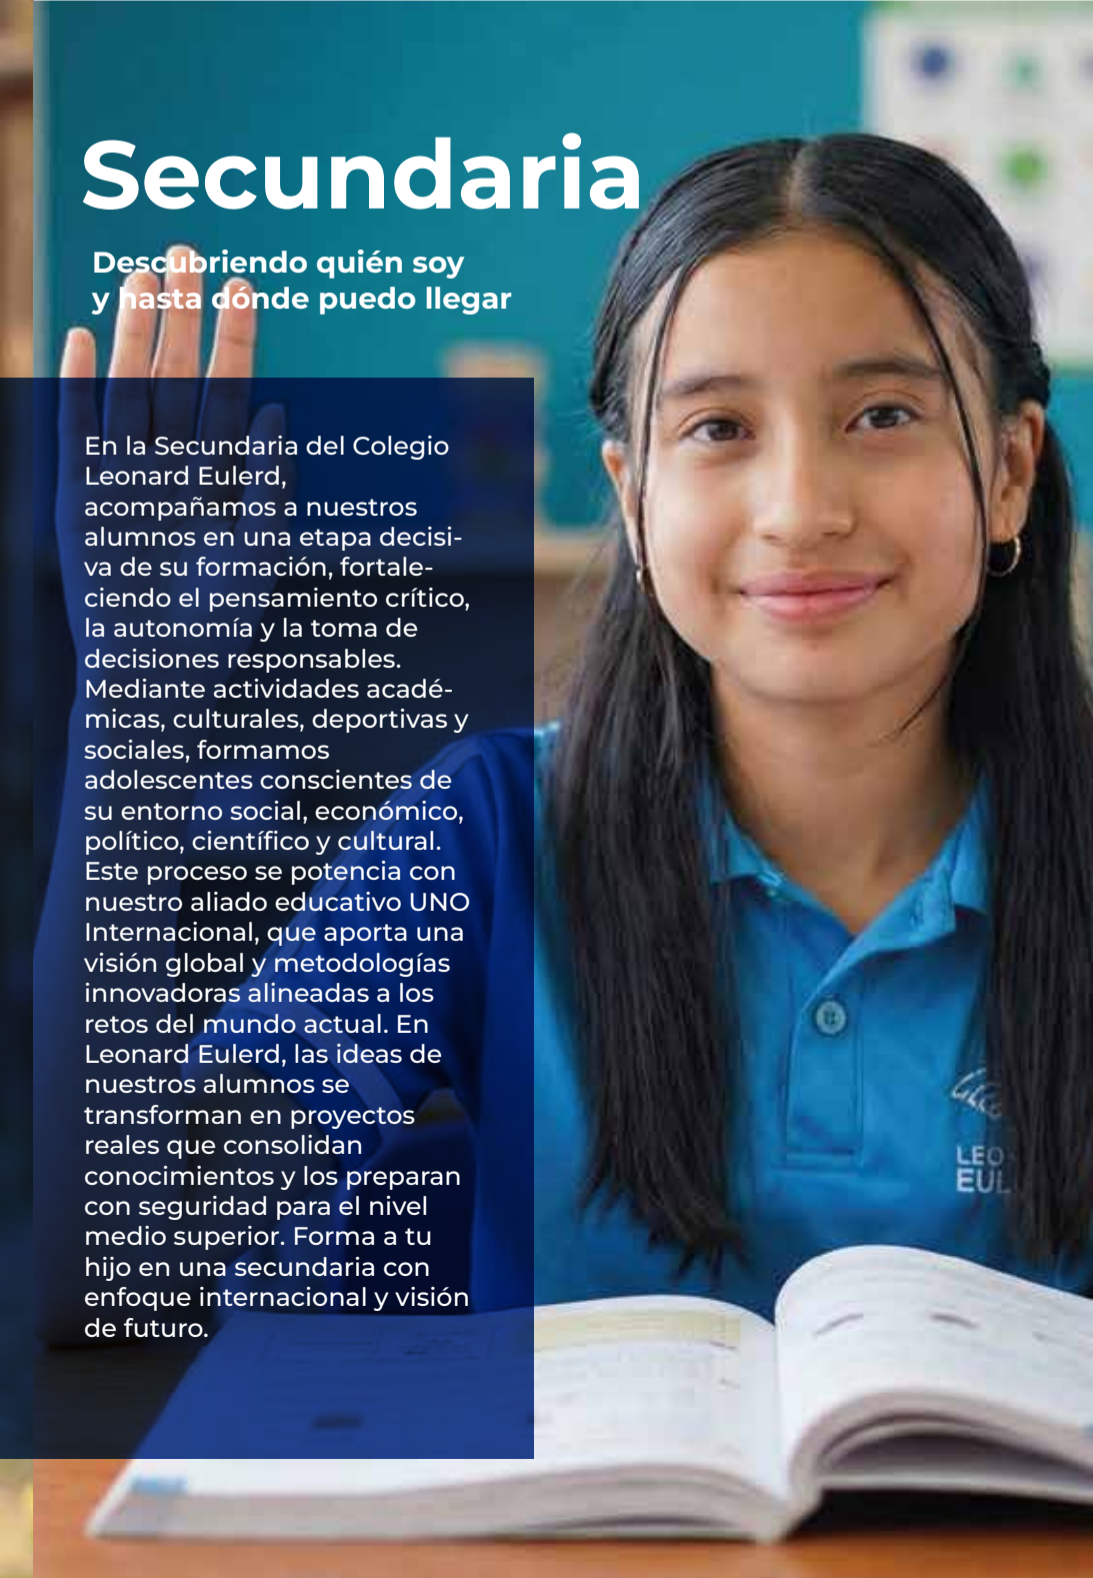 Secundaria
Descubriendo quién soy
y hasta dónde puedo llegar
En la Secundaria del Colegio
Leonard Eulerd,
acompañamos a nuestros
alumnos en una etapa decisi-
va de su formación, fortale-
ciendo el pensamiento crítico,
la autonomía y la toma de
decisiones responsables.
Mediante actividades acadé-
micas, culturales, deportivas y
sociales, formamos
adolescentes conscientes de
su entorno social, económico,
político, científico y cultural.
Este proceso se potencia con
nuestro aliado educativo UNO
Internacional, que aporta una
visión global y metodologías
innovadoras alineadas a los
retos del mundo actual. En
Leonard Eulerd, las ideas de
nuestros alumnos se
transforman en proyectos
reales que consolidan
conocimientos y los preparan
con seguridad para el nivel
medio superior. Forma a tu
hijo en una secundaria con
enfoque internacional y visión
de futuro.
LEO
EUL